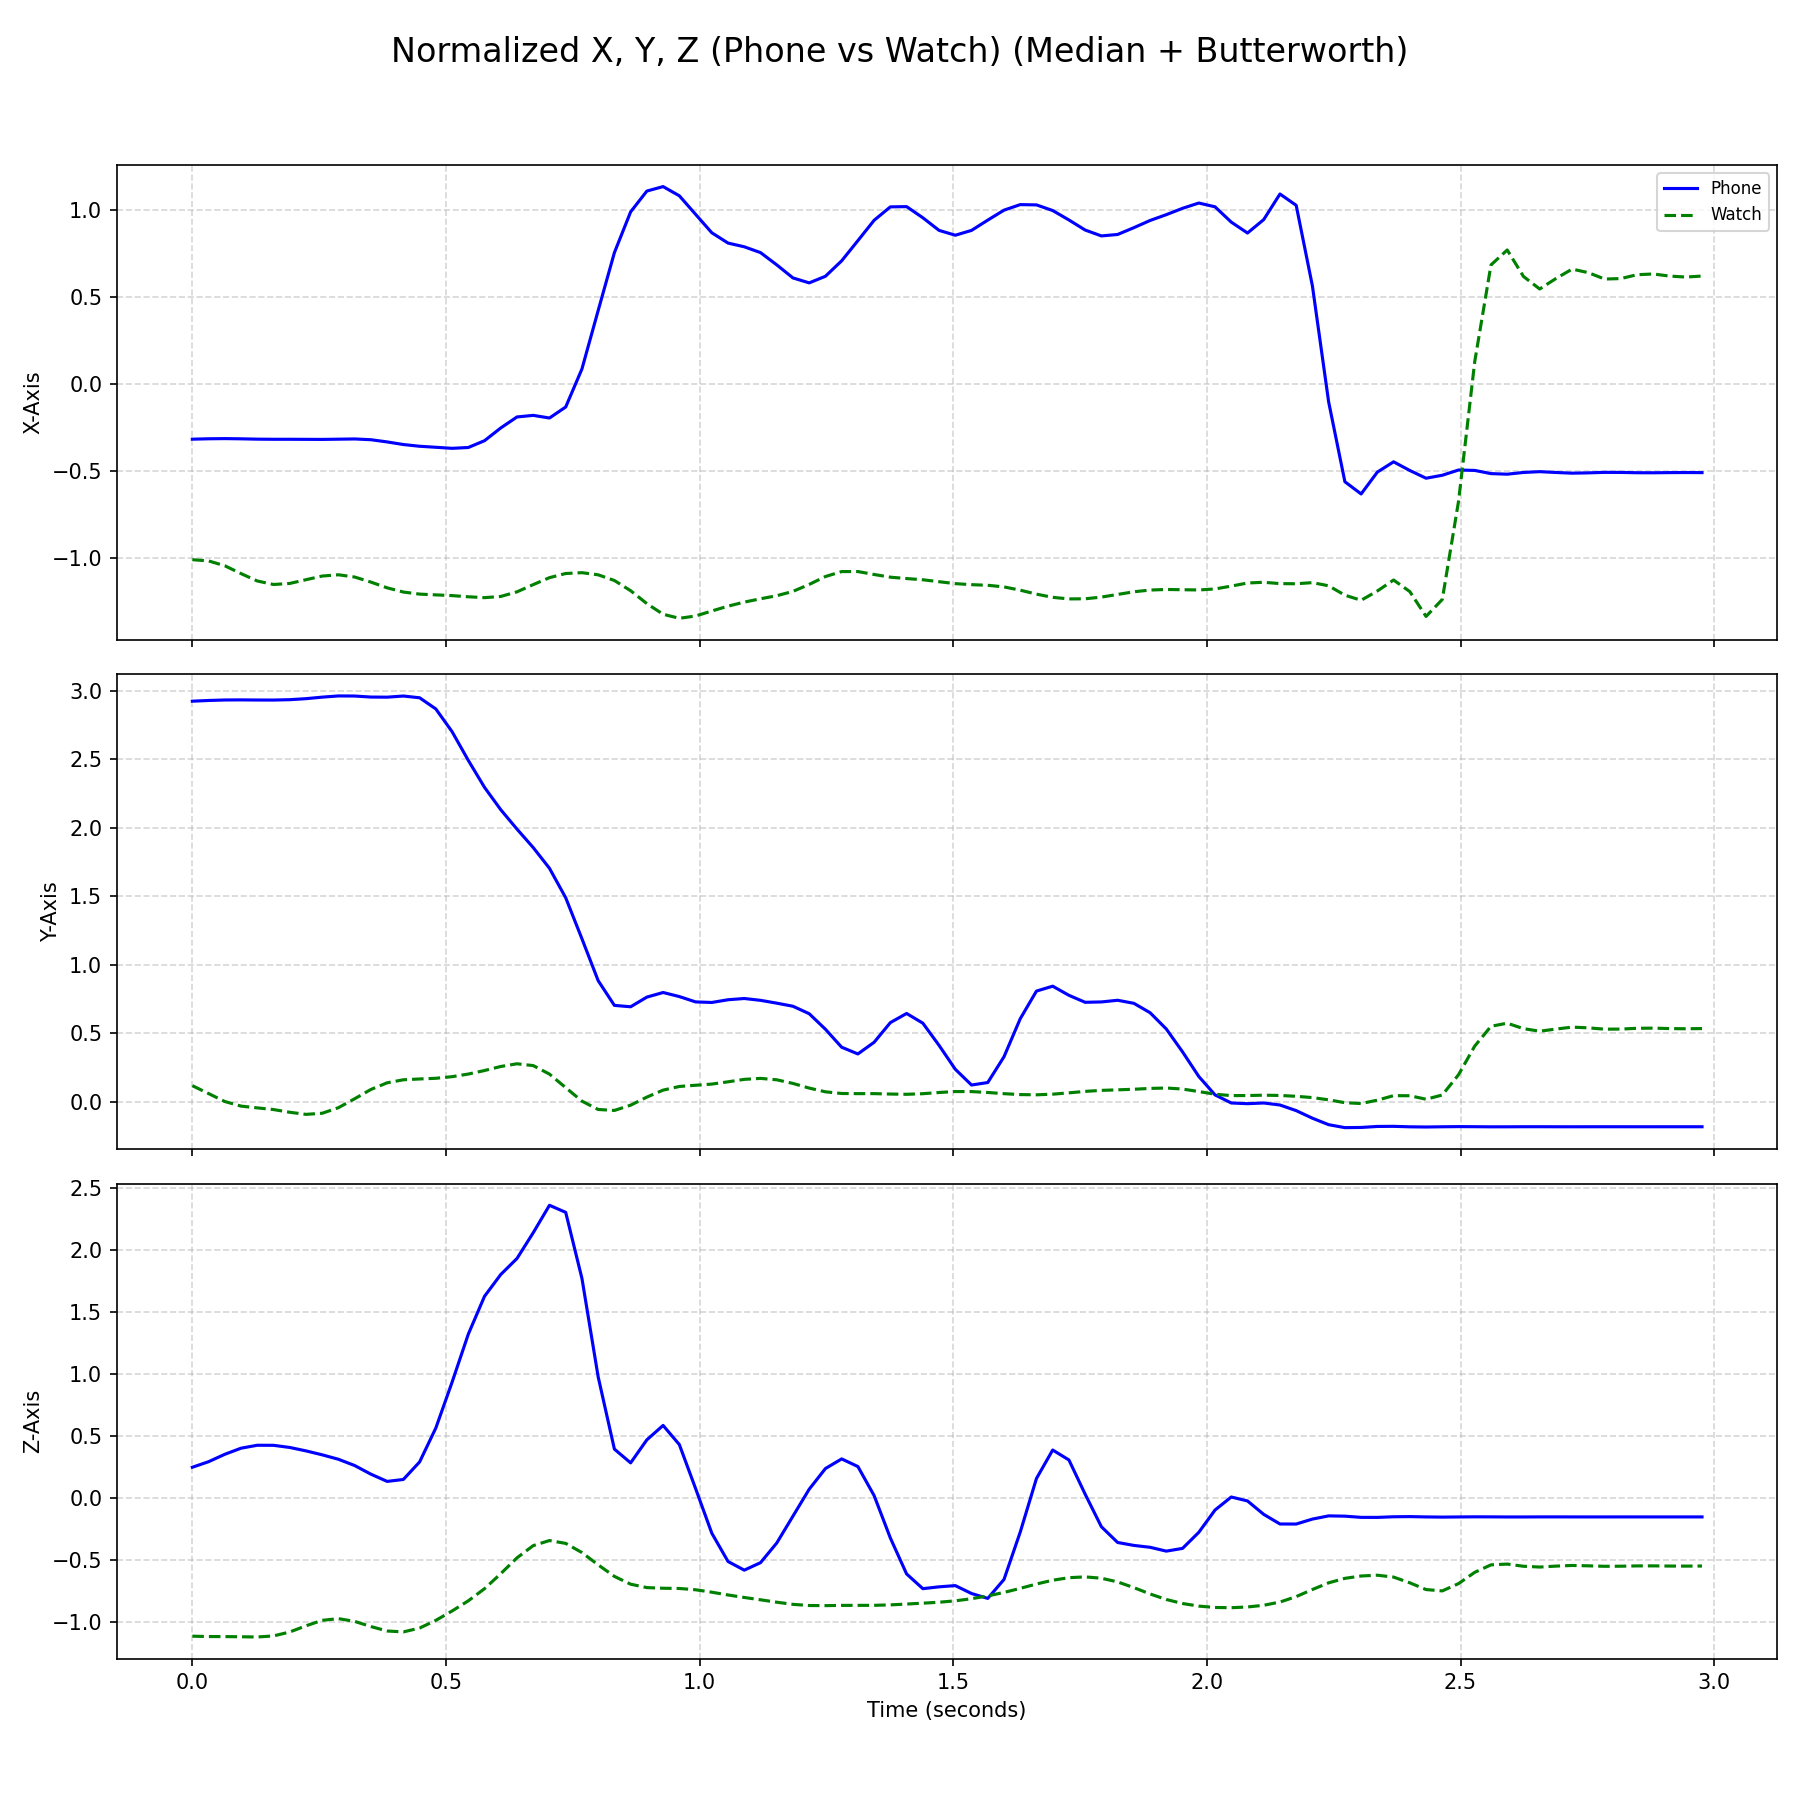 Normalized X, Y, Z (Phone vs Watch) (Median + Butterworth)
Phone
Watch
1.0
0.5
0.0
−0.5
−1.0
X-Axis
3.0
2.5
2.0
1.5
1.0
0.5
0.0
Y-Axis
2.5
2.0
1.5
1.0
0.5
0.0
−0.5
−1.0
Z-Axis
0.0 0.5 1.0 1.5 2.0 2.5 3.0
Time (seconds)